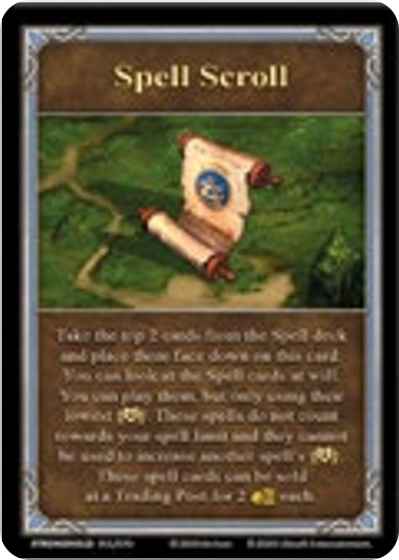 Spell Scroll
Take the top 2 cards from the Spell deck
and place them face down on this card.
You can look at the Spell cards at will.
You can play them, but only using their
lowest . These spells do not count
towards your spell limit and they cannot
be used to increase another spell's .
These spell cards can be sold
at a Trading Post for 2 each.
STRONGHOLD